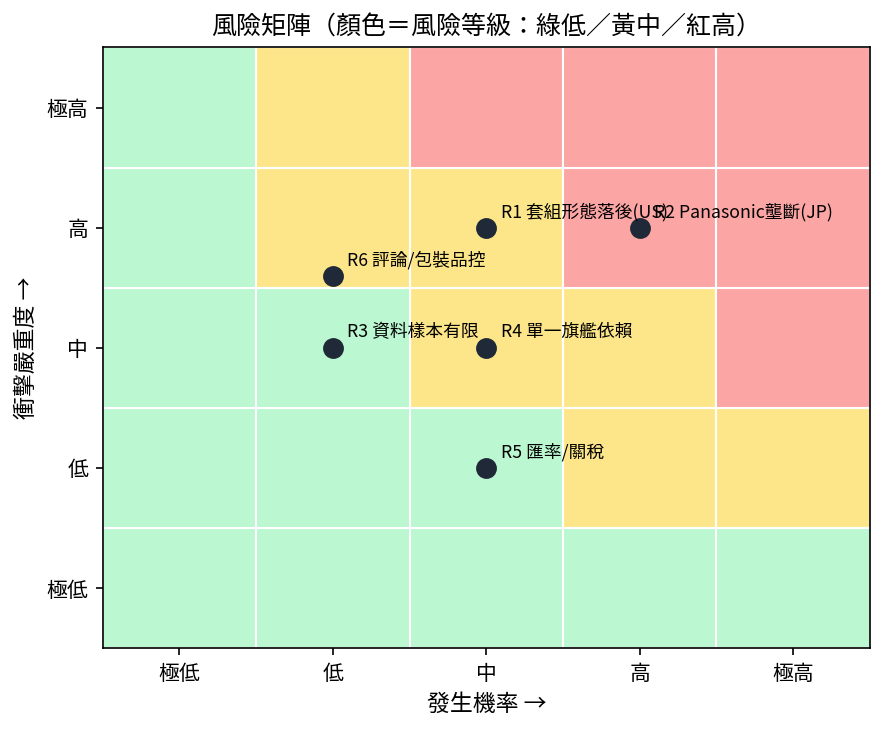 風險矩陣（顏色＝風險等級：綠低／黃中／紅高）
衝擊嚴重度 →
極高
高
中
低
極低
R1 套組形態落後(US)
R2 Panasonic壟斷(JP)
R6 評論/包裝品控
R3 資料樣本有限
R4 單一旗艦依賴
R5 匯率/關稅
極低
低
中
高
極高
發生機率 →